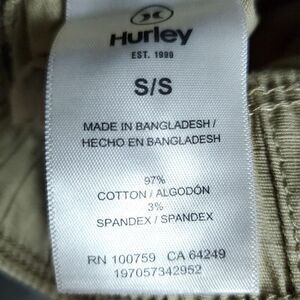 Hurley
EST. 1999
S/S
MADE IN BANGLADESH /
HECHO EN BANGLADESH
97%
COTTON / ALGODÓN
3%
SPANDEX / SPANDEX
RN 100759 CA 64249
197057342952